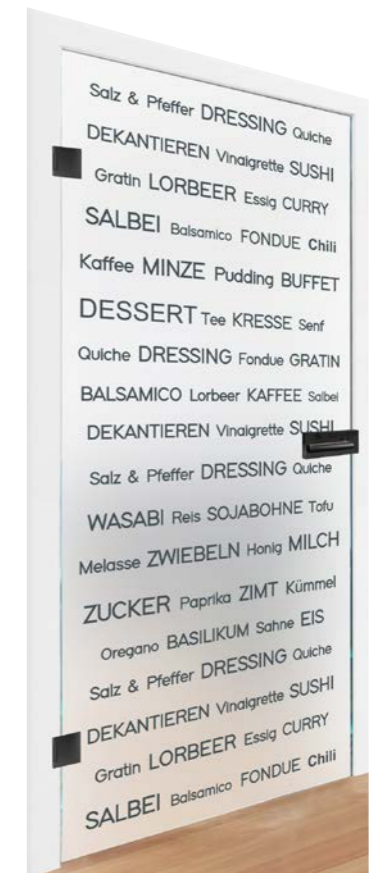 Salz & Pfeffer DRESSING Quiche
DEKANTIEREN Vinaigrette SUSHI
Gratin LORBEER Essig CURRY
SALBEI Balsamico FONDUE Chili
Kaffee MINZE Pudding BUFFET
DESSERT Tee KRESSE Senf
Quiche DRESSING Fondue GRATIN
BALSAMICO Lorbeer KAFFEE Salbei
DEKANTIEREN Vinaigrette SUSHI
Salz & Pfeffer DRESSING Quiche
WASABI Reis SOJABOHNE Tofu
Melasse ZWIEBELN Honig MILCH
ZUCKER Paprika ZIMT Kümmel
Oregano BASILIKUM Sahne EIS
Salz & Pfeffer DRESSING Quiche
DEKANTIEREN Vinaigrette SUSHI
Gratin LORBEER Essig CURRY
SALBEI Balsamico FONDUE Chili